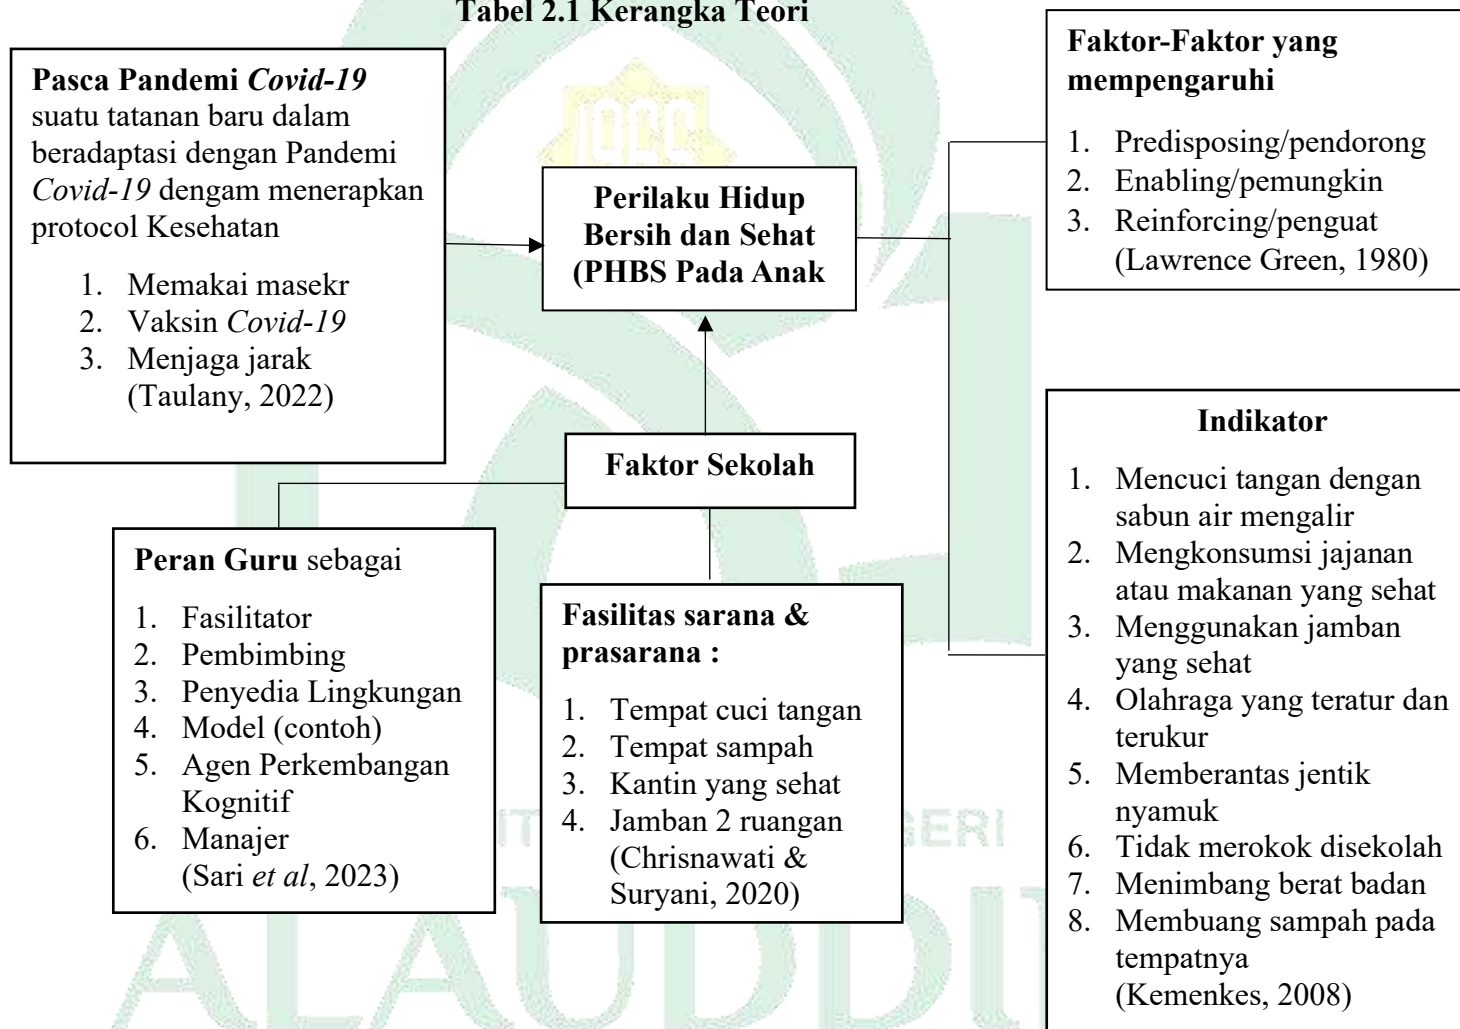 Tabel 2.1 Kerangka Teori
Pasca Pandemi Covid-19
suatu tatanan baru dalam
beradaptasi dengan Pandemi
Covid-19 dengam menerapkan
protocol Kesehatan
1. Memakai masekr
2. Vaksin Covid-19
3. Menjaga jarak
(Taulany, 2022)
1965
Perilaku Hidup
Bersih dan Sehat
(PHBS Pada Anak
Faktor-Faktor yang
mempengaruhi
1. Predisposing/pendorong
2. Enabling/pemungkin
3. Reinforcing/penguat
(Lawrence Green, 1980)
Faktor Sekolah
Peran Guru sebagai
1. Fasilitator
2. Pembimbing
3. Penyedia Lingkungan
4. Model (contoh)
5. Agen Perkembangan
Kognitif
6. Manajer
(Sari et al, 2023)
Fasilitas sarana &
prasarana :
1. Tempat cuci tangan
2. Tempat sampah
3. Kantin yang sehat
4. Jamban 2 ruangan
(Chrisnawati &
Suryani, 2020)
Indikator
1. Mencuci tangan dengan
sabun air mengalir
2. Mengkonsumsi jajanan
atau makanan yang sehat
3. Menggunakan jamban
yang sehat
4. Olahraga yang teratur dan
terukur
5. Memberantas jentik
nyamuk
6. Tidak merokok disekolah
7. Menimbang berat badan
8. Membuang sampah pada
tempatnya
(Kemenkes, 2008)
ALAUDDI